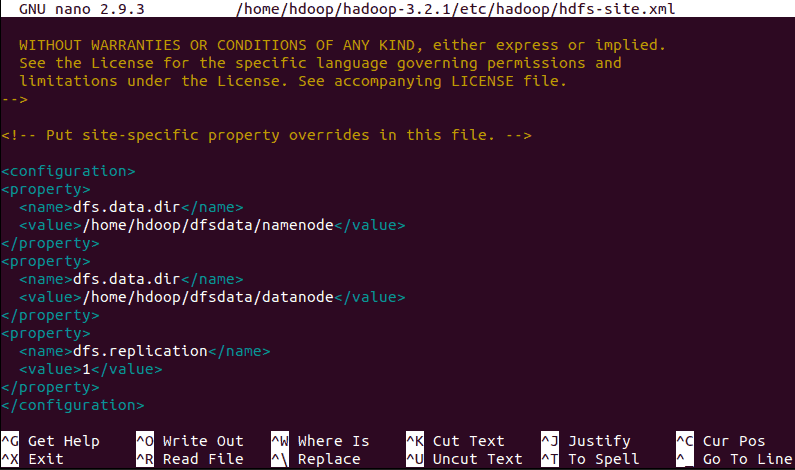 GNU nano 2.9.3 /home/hdoop/hadoop-3.2.1/etc/hadoop/hdfs-site.xml
WITHOUT WARRANTIES OR CONDITIONS OF ANY KIND, either express or implied.
See the License for the specific language governing permissions and
limitations under the License. See accompanying LICENSE file.
-->
<!-- Put site-specific property overrides in this file. -->
<configuration>
<property>
  <name>dfs.data.dir</name>
  <value>/home/hdoop/dfsdata/namenode</value>
</property>
<property>
  <name>dfs.data.dir</name>
  <value>/home/hdoop/dfsdata/datanode</value>
</property>
<property>
  <name>dfs.replication</name>
  <value>1</value>
</property>
</configuration>
^G Get Help ^O Write Out ^W Where Is ^K Cut Text ^J Justify ^C Cur Pos
^X Exit ^R Read File ^\ Replace ^U Uncut Text ^T To Spell ^_ Go To Line